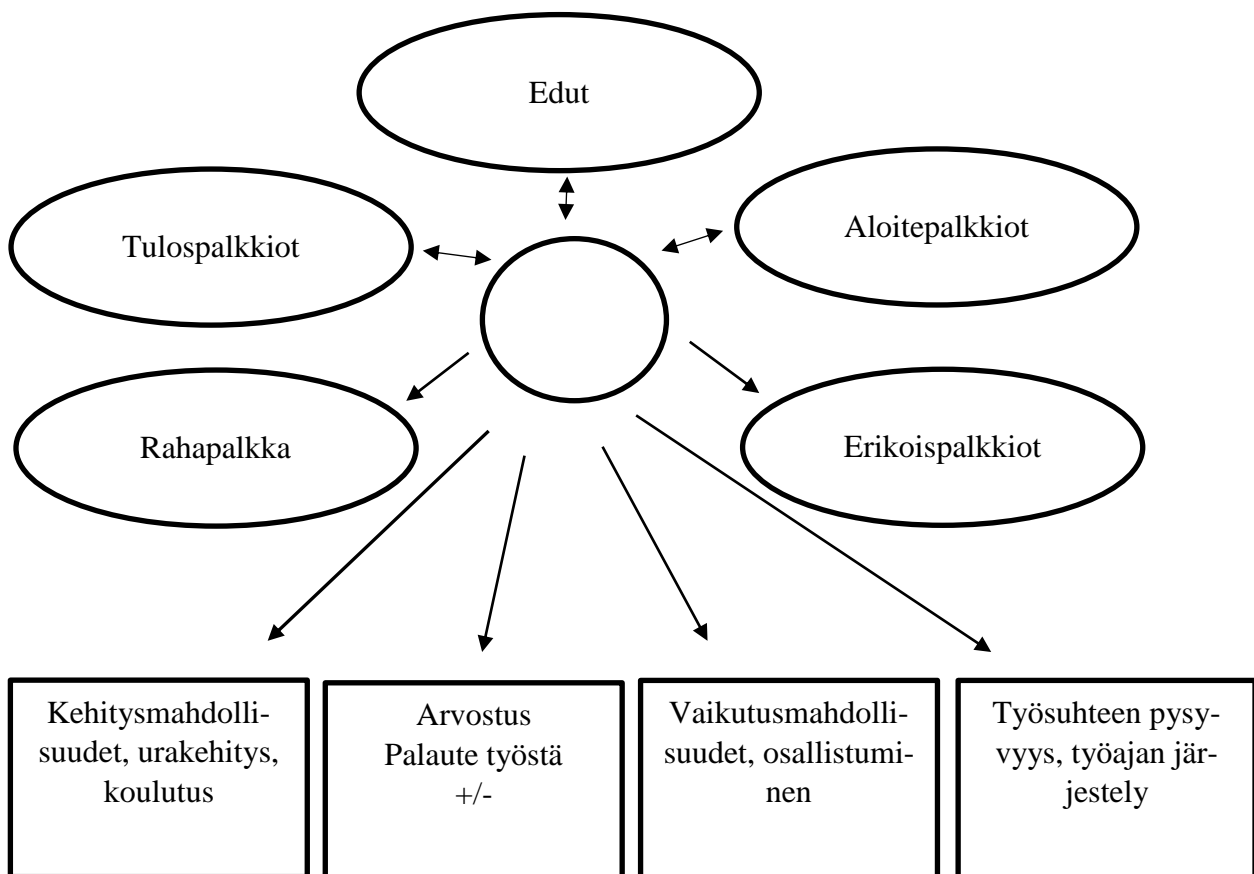 Edut
Tulospalkkiot
Aloitepalkkiot
Rahapalkka
Erikoispalkkiot
Kehitysmahdolli-
suudet, urakehitys,
koulutus
Arvostus
Palaute työstä
+/-
Vaikutusmahdolli-
suudet, osallistumi-
nen
Työsuhteen pysy-
vyys, työajan jär-
jestely